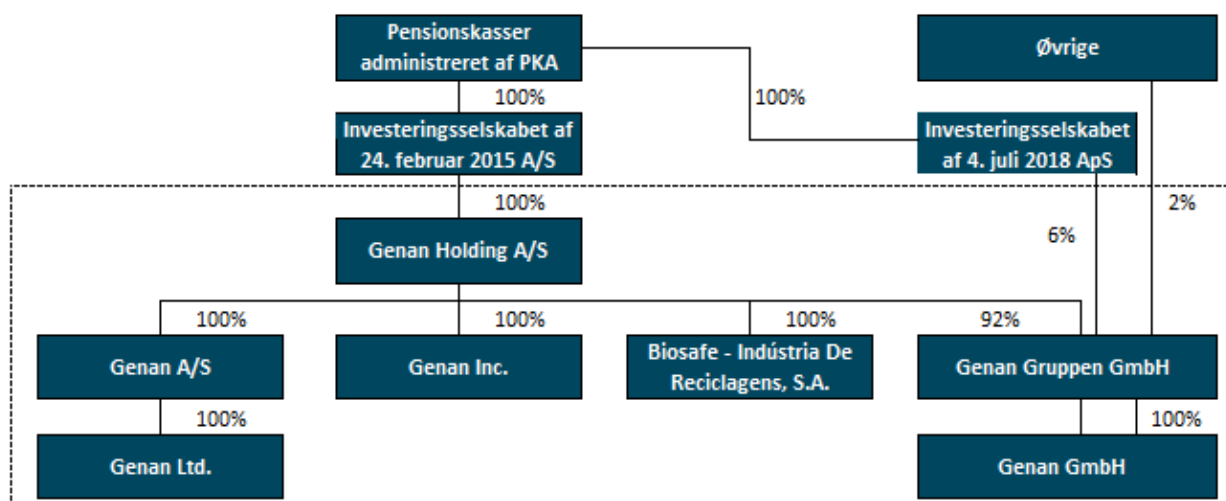 Pensionskasser
administreret af PKA
Øvrige
100%
100%
Investeringsselskabet af
24. februar 2015 A/S
Investeringsselskabet
af 4. juli 2018 ApS
100%
2%
6%
Genan Holding A/S
100%
100%
100%
92%
Genan A/S
Genan Inc.
Biosafe - Indústria De
Reciclagens, S.A.
Genan Gruppen GmbH
100%
100%
Genan Ltd.
Genan GmbH